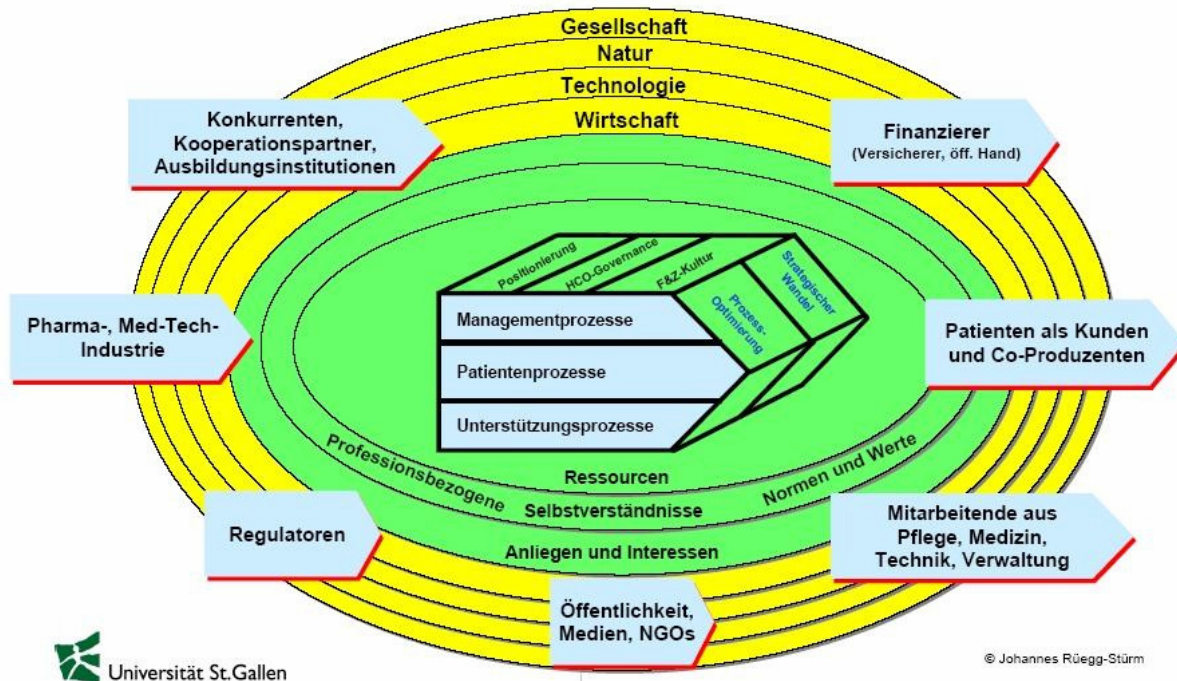 Gesellschaft
Natur
Technologie
Wirtschaft
Konkurrenten,
Kooperationspartner,
Ausbildungsinstitutionen
Finanzierer
(Versicherer, öff. Hand)
Positionierung
HCO-Governance
F&Z-Kultur
Strategischer
Wandel
Prozess-
Optimierung
Managementprozesse
Patientenprozesse
Unterstützungsprozesse
Pharma-, Med-Tech-
Industrie
Patienten als Kunden
und Co-Produzenten
Ressourcen
Professionsbezogene
Selbstverständnisse
Normen und Werte
Anliegen und Interessen
Regulatoren
Mitarbeitende aus
Pflege, Medizin,
Technik, Verwaltung
Öffentlichkeit,
Medien, NGOs
Universität St.Gallen
© Johannes Rüegg-Stürm